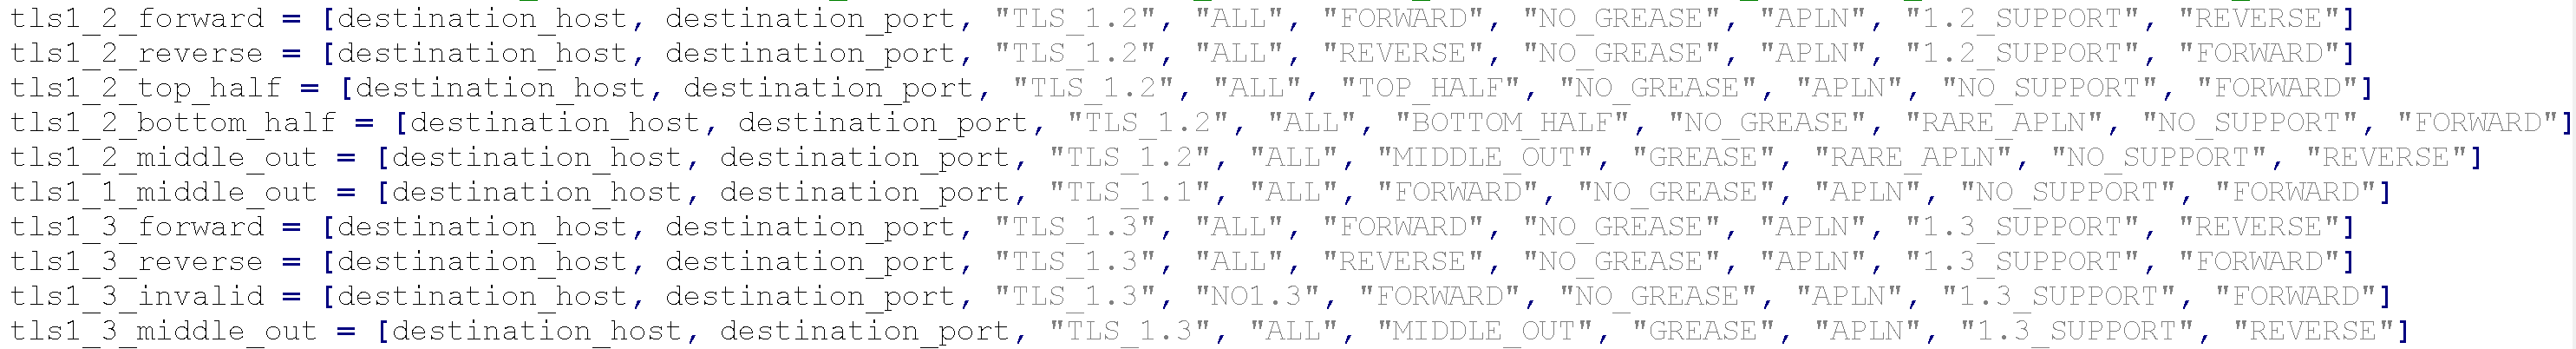 tls1_2_forward = [destination_host, destination_port, "TLS_1.2", "ALL", "FORWARD", "NO_GREASE", "APLN", "1.2_SUPPORT", "REVERSE"]
tls1_2_reverse = [destination_host, destination_port, "TLS_1.2", "ALL", "REVERSE", "NO_GREASE", "APLN", "1.2_SUPPORT", "FORWARD"]
tls1_2_top_half = [destination_host, destination_port, "TLS_1.2", "ALL", "TOP_HALF", "NO_GREASE", "APLN", "NO_SUPPORT", "FORWARD"]
tls1_2_bottom_half = [destination_host, destination_port, "TLS_1.2", "ALL", "BOTTOM_HALF", "NO_GREASE", "RARE_APLN", "NO_SUPPORT", "FORWARD"]
tls1_2_middle_out = [destination_host, destination_port, "TLS_1.2", "ALL", "MIDDLE_OUT", "GREASE", "RARE_APLN", "NO_SUPPORT", "REVERSE"]
tls1_1_middle_out = [destination_host, destination_port, "TLS_1.1", "ALL", "FORWARD", "NO_GREASE", "APLN", "NO_SUPPORT", "FORWARD"]
tls1_3_forward = [destination_host, destination_port, "TLS_1.3", "ALL", "FORWARD", "NO_GREASE", "APLN", "1.3_SUPPORT", "REVERSE"]
tls1_3_reverse = [destination_host, destination_port, "TLS_1.3", "ALL", "REVERSE", "NO_GREASE", "APLN", "1.3_SUPPORT", "FORWARD"]
tls1_3_invalid = [destination_host, destination_port, "TLS_1.3", "NO1.3", "FORWARD", "NO_GREASE", "APLN", "1.3_SUPPORT", "FORWARD"]
tls1_3_middle_out = [destination_host, destination_port, "TLS_1.3", "ALL", "MIDDLE_OUT", "GREASE", "APLN", "1.3_SUPPORT", "REVERSE"]